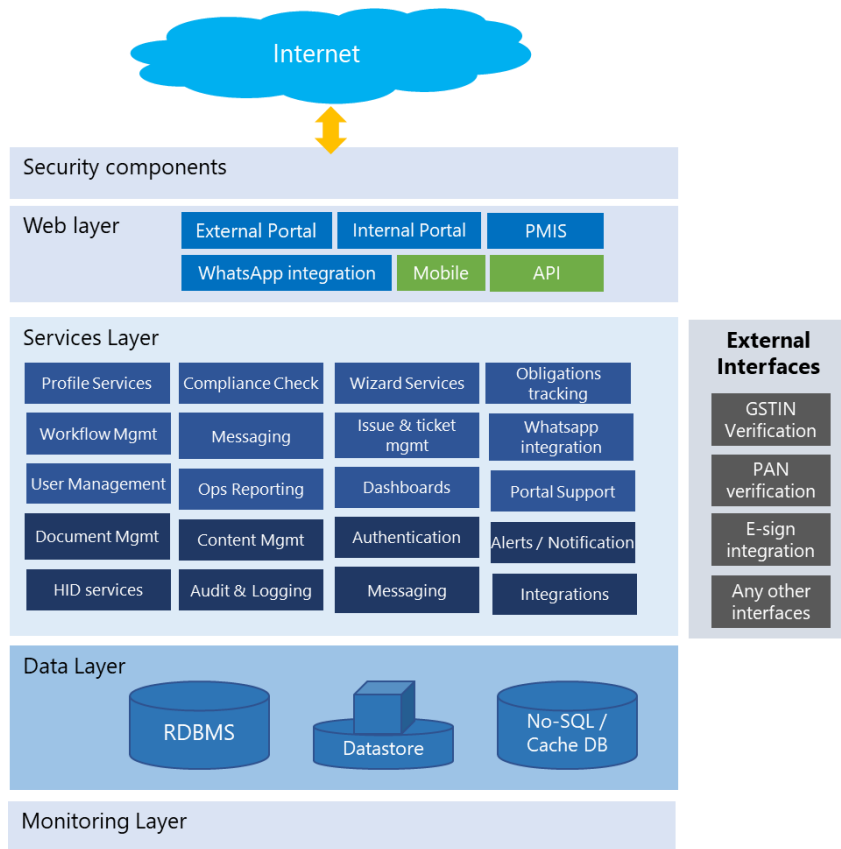 Internet
Security components
Web layer
External Portal
Internal Portal
PMIS
WhatsApp integration
Mobile
API
Services Layer
Profile Services
Compliance Check
Wizard Services
Obligations
tracking
Workflow Mgmt
Messaging
Issue & ticket
mgmt
Whatsapp
integration
User Management
Ops Reporting
Dashboards
Portal Support
Document Mgmt
Content Mgmt
Authentication
Alerts / Notification
HID services
Audit & Logging
Messaging
Integrations
External
Interfaces
GSTIN
Verification
PAN
verification
E-sign
integration
Any other
interfaces
Data Layer
RDBMS
Datastore
No-SQL /
Cache DB
Monitoring Layer